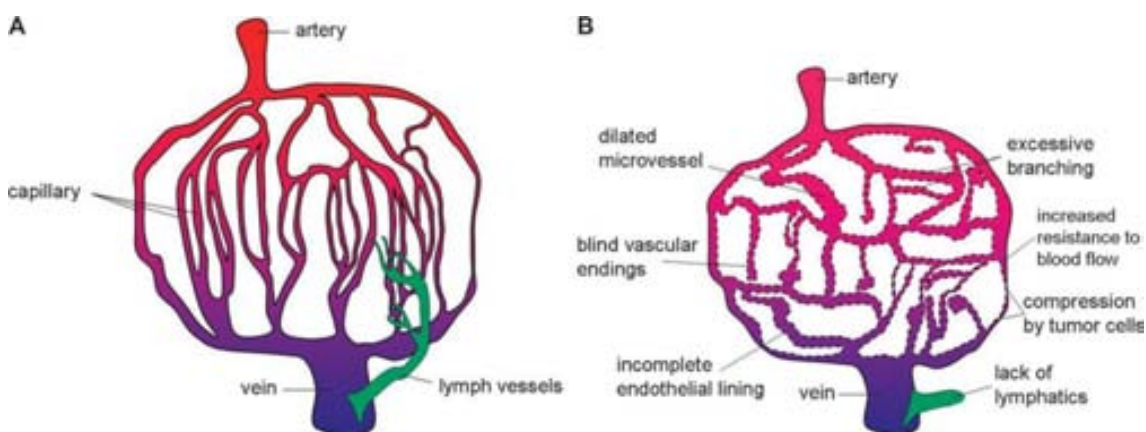 A
artery
capillary
vein
lymph vessels
B
artery
dilated
microvessel
excessive
branching
blind vascular
endings
increased
resistance to
blood flow
compression
by tumor cells
incomplete
endothelial lining
vein
lack of
lymphatics